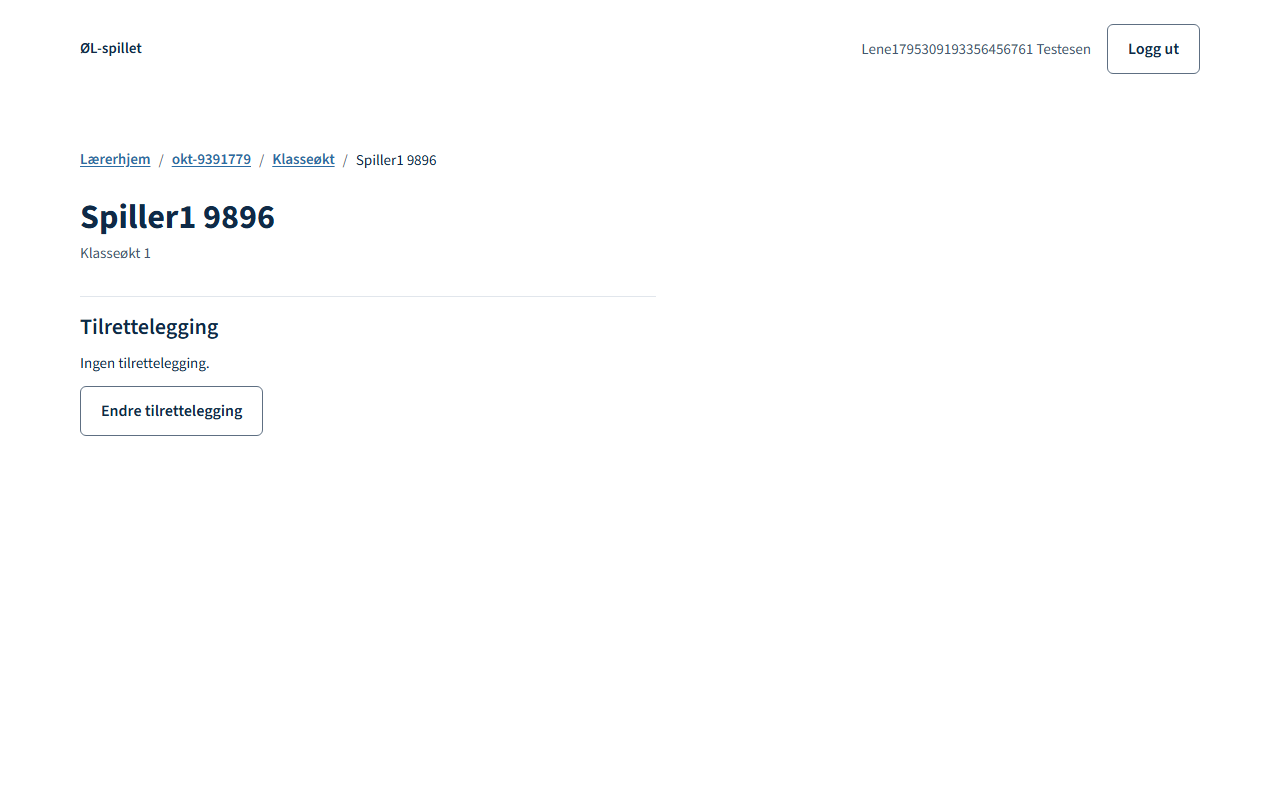 ØL-spillet
Lene1795309193356456761 Testesen
Logg ut
Lærerhjem / okt-9391779 / Klasseøkt / Spiller1 9896
Spiller1 9896
Klasseøkt 1
Tilrettelegging
Ingen tilrettelegging.
Endre tilrettelegging